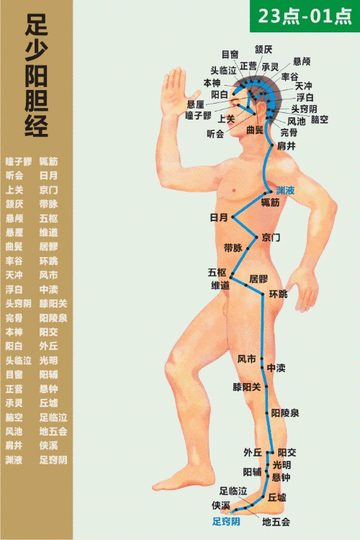 23点-01点
足少阳胆经
瞳子髎 辄筋
听会 日月
上关 京门
颔厌 带脉
悬颅 五枢
悬厘 维道
曲鬓 居髎
率谷 环跳
天冲 风市
浮白 中渎
头窍阴 膝阳关
完骨 阳陵泉
本神 阳交
阳白 外丘
头临泣 光明
目窗 阳辅
正营 悬钟
承灵 丘墟
脑空 足临泣
风池 地五会
肩井 侠溪
渊液 足窍阴
颔厌
目窗
正营 承灵 悬颅
头临泣
率谷
本神
天冲
阳白
浮白
悬厘
头窍阴
瞳子髎 上关
风池 脑空
听会 曲鬓 完骨
肩井
渊液
辄筋
日月
京门
带脉
五枢
居髎
维道
环跳
风市
中渎
膝阳关
阳陵泉
外丘 阳交
光明
阳辅
悬钟
足临泣
丘墟
侠溪
足窍阴 地五会